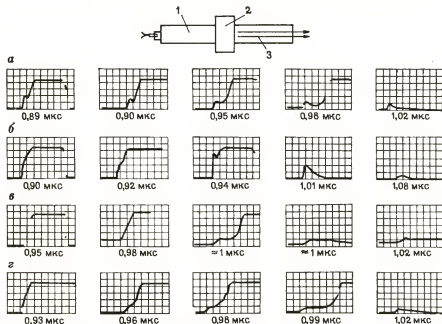 1
2
3
а
0,89 мкс 0,90 мкс 0,95 мкс 0,98 мкс 1,02 мкс
б
0,90 мкс 0,92 мкс 0,94 мкс 1,01 мкс 1,08 мкс
в
0,95 мкс 0,98 мкс ≈1 мкс ≈1 мкс 1,02 мкс
г
0,93 мкс 0,96 мкс 0,98 мкс 0,99 мкс 1,02 мкс